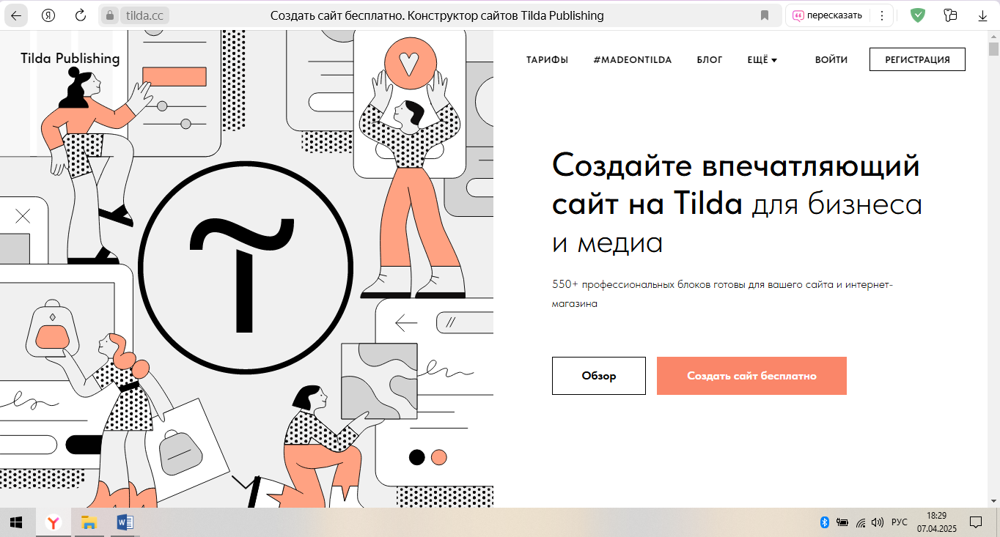 tilda.cc
Создать сайт бесплатно. Конструктор сайтов Tilda Publishing
пересказать
Tilda Publishing
ТАРИФЫ
#MADEONTILDA
БЛОГ
ЕЩЁ
ВОЙТИ
РЕГИСТРАЦИЯ
Создайте впечатляющий
сайт на Tilda для бизнеса
и медиа
550+ профессиональных блоков готовы для вашего сайта и интернет-
магазина
Обзор
Создать сайт бесплатно
//
РУС
18:29
07.04.2025